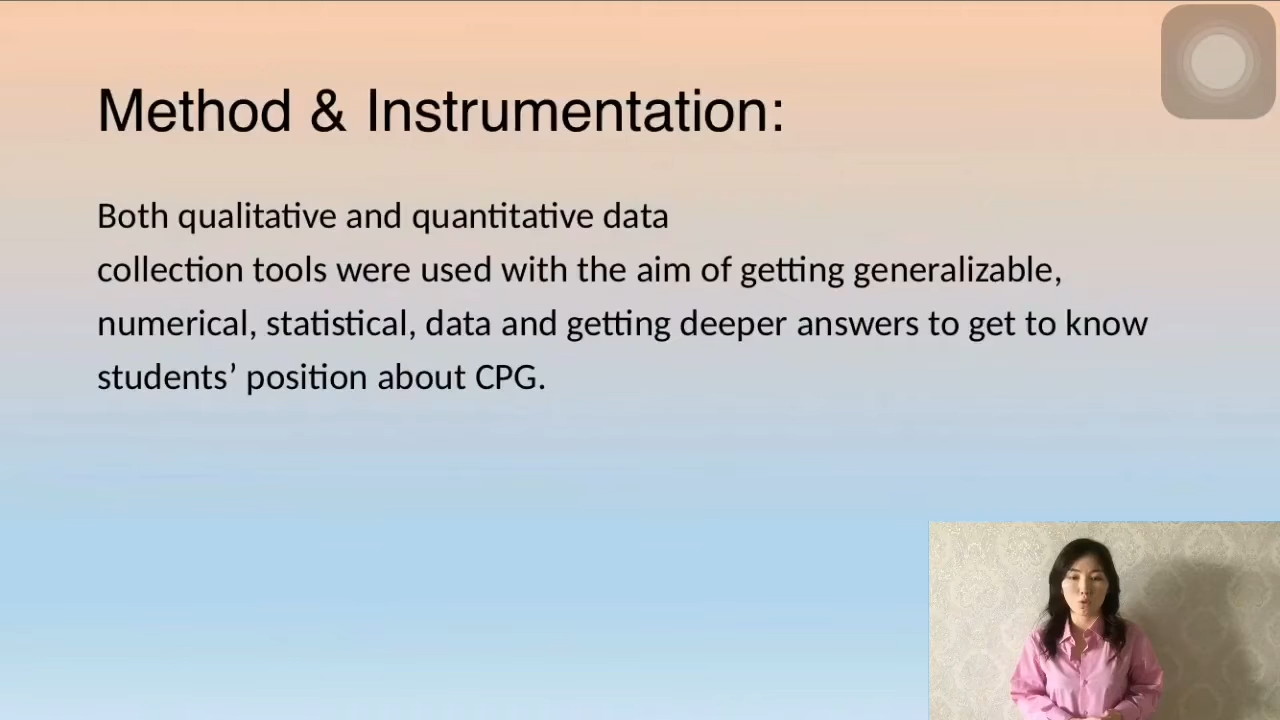 Method & Instrumentation:
Both qualitative and quantitative data
collection tools were used with the aim of getting generalizable,
numerical, statistical, data and getting deeper answers to get to know
students’ position about CPG.